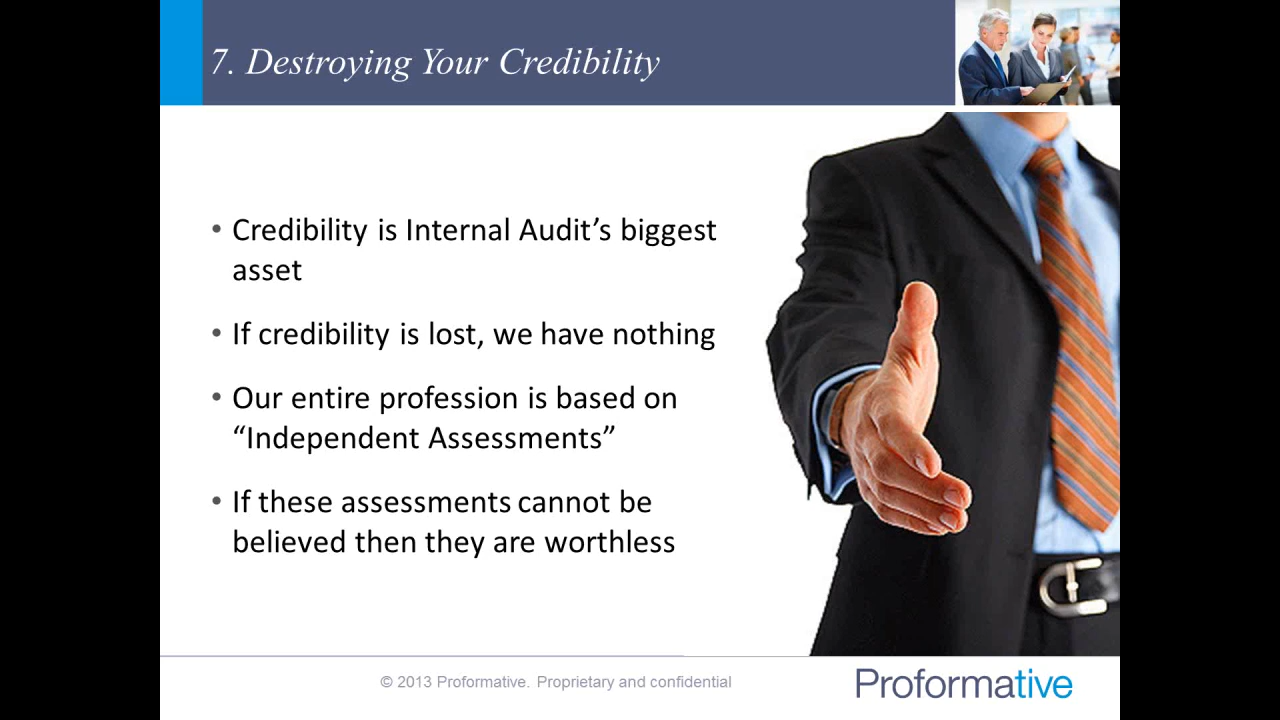 7. Destroying Your Credibility
• Credibility is Internal Audit’s biggest
asset
• If credibility is lost, we have nothing
• Our entire profession is based on
“Independent Assessments”
• If these assessments cannot be
believed then they are worthless
© 2013 Proformative. Proprietary and confidential
Proformative